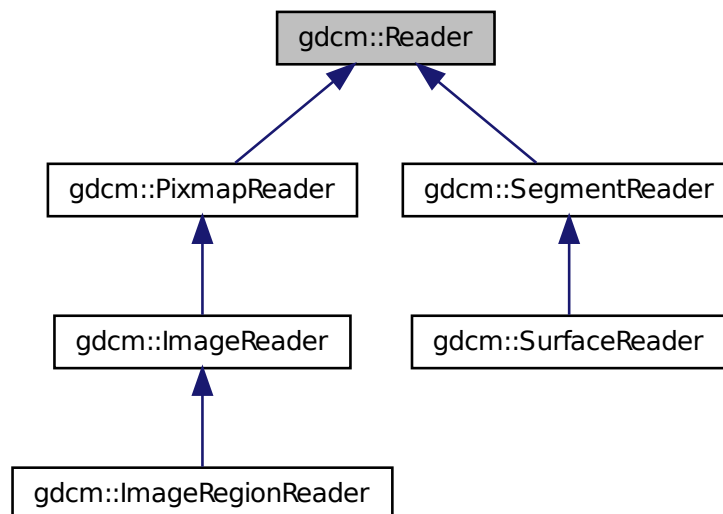 gdcm::Reader
gdcm::PixmapReader
gdcm::SegmentReader
gdcm::ImageReader
gdcm::SurfaceReader
gdcm::ImageRegionReader